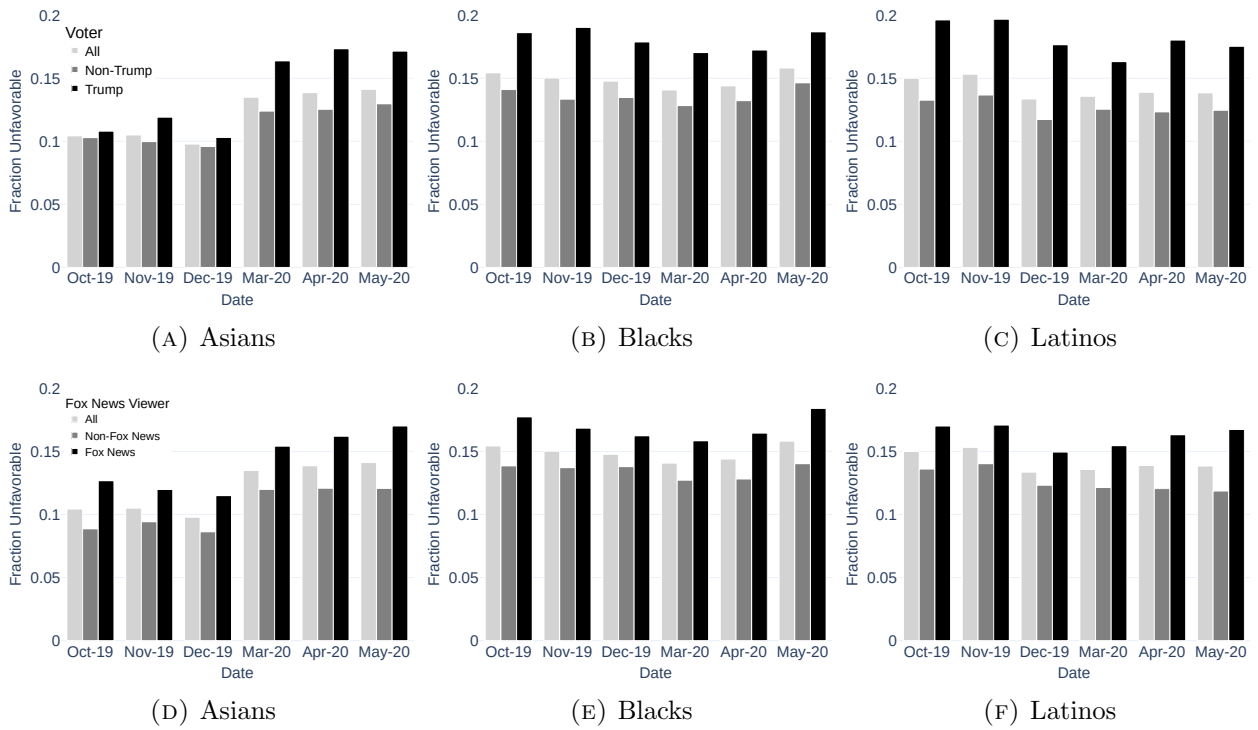 0.2
0.15
0.1
0.05
0
Fraction Unfavorable
Voter
All
Non-Trump
Trump
Oct-19 Nov-19 Dec-19 Mar-20 Apr-20 May-20
Date
(A) Asians
0.2
0.15
0.1
0.05
0
Fraction Unfavorable
Oct-19 Nov-19 Dec-19 Mar-20 Apr-20 May-20
Date
(B) Blacks
0.2
0.15
0.1
0.05
0
Fraction Unfavorable
Oct-19 Nov-19 Dec-19 Mar-20 Apr-20 May-20
Date
(C) Latinos
0.2
0.15
0.1
0.05
0
Fraction Unfavorable
Fox News Viewer
All
Non-Fox News
Fox News
Oct-19 Nov-19 Dec-19 Mar-20 Apr-20 May-20
Date
(D) Asians
0.2
0.15
0.1
0.05
0
Fraction Unfavorable
Oct-19 Nov-19 Dec-19 Mar-20 Apr-20 May-20
Date
(E) Blacks
0.2
0.15
0.1
0.05
0
Fraction Unfavorable
Oct-19 Nov-19 Dec-19 Mar-20 Apr-20 May-20
Date
(F) Latinos